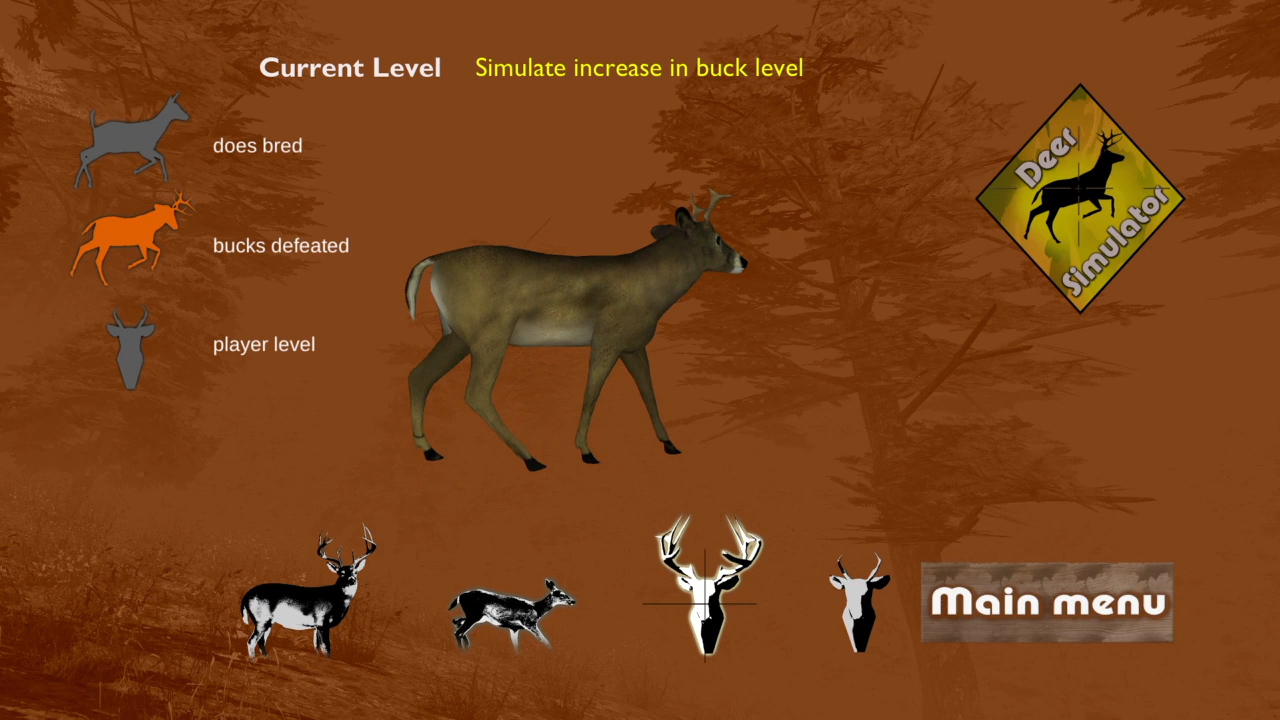 Current Level Simulate increase in buck level
does bred
bucks defeated
player level
Deer
Simulator
Main menu